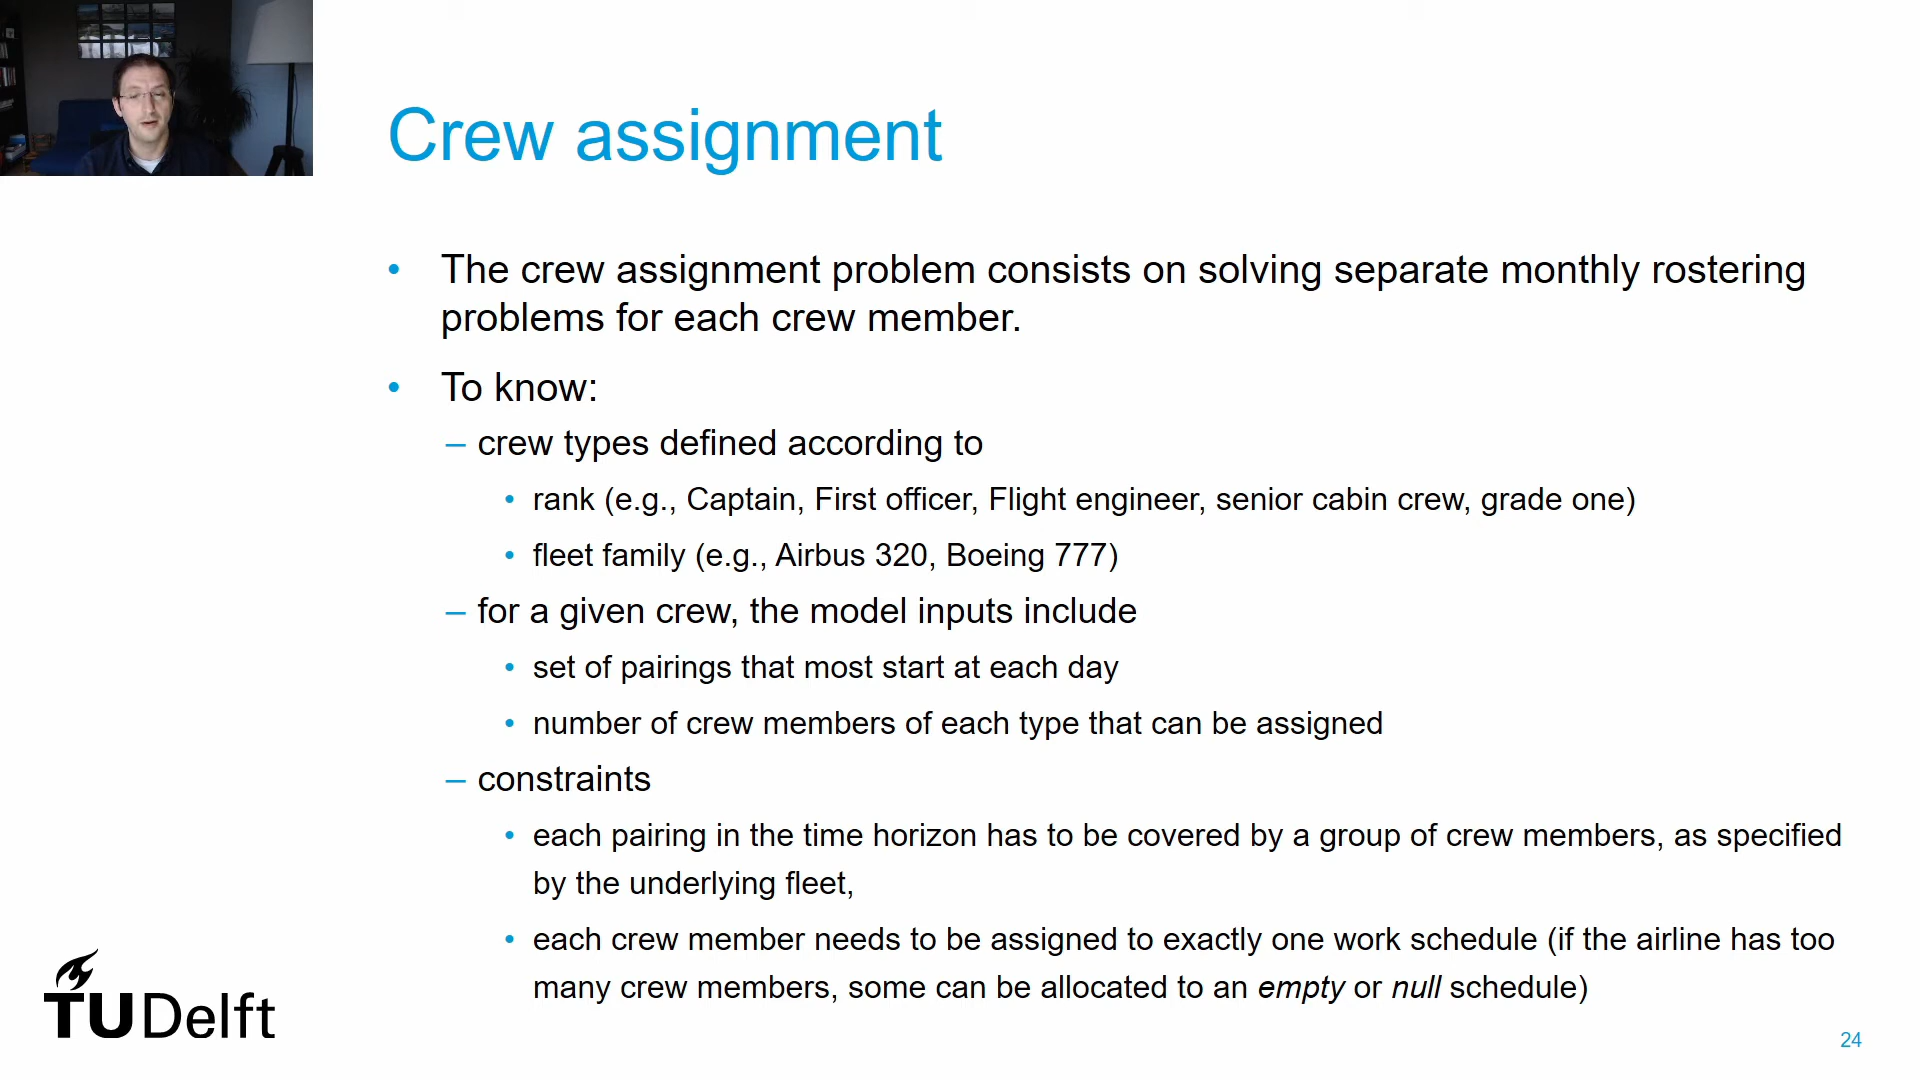 Crew assignment
• The crew assignment problem consists on solving separate monthly rostering
problems for each crew member.
• To know:
– crew types defined according to
• rank (e.g., Captain, First officer, Flight engineer, senior cabin crew, grade one)
• fleet family (e.g., Airbus 320, Boeing 777)
– for a given crew, the model inputs include
• set of pairings that most start at each day
• number of crew members of each type that can be assigned
– constraints
• each pairing in the time horizon has to be covered by a group of crew members, as specified
by the underlying fleet,
• each crew member needs to be assigned to exactly one work schedule (if the airline has too
many crew members, some can be allocated to an empty or null schedule)
TUDelft
24